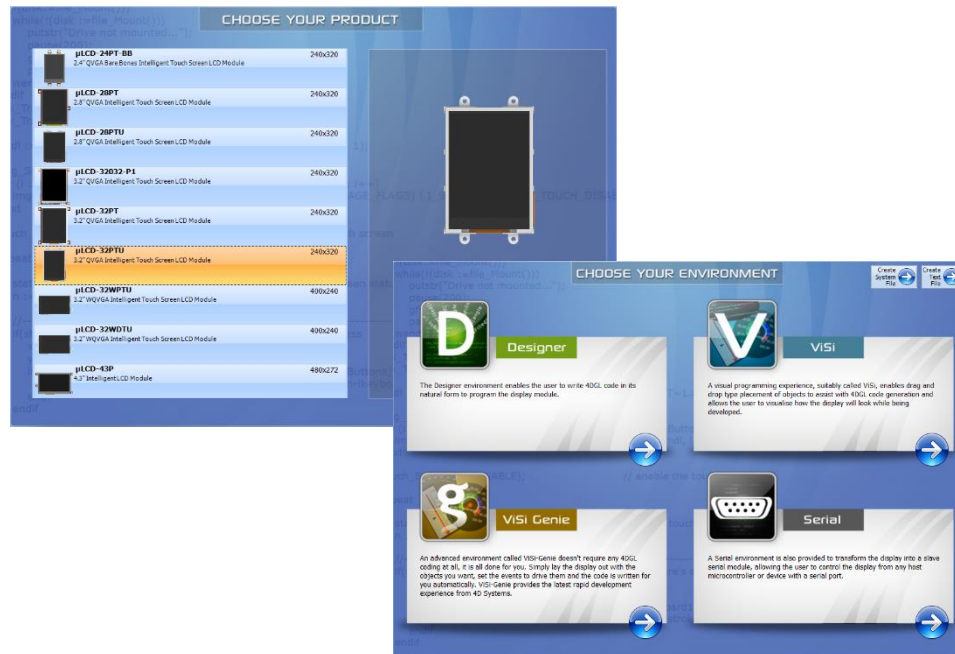 CHOOSE YOUR PRODUCT
µLCD-24PT-BB 240x320
2.4" QVGA Bare Bones Intelligent Touch Screen LCD Module
µLCD-28PT 240x320
2.8" QVGA Intelligent Touch Screen LCD Module
µLCD-28PTU 240x320
2.8" QVGA Intelligent Touch Screen LCD Module
µLCD-32032-P1 240x320
3.2" QVGA Intelligent Touch Screen LCD Module
µLCD-32PT 240x320
3.2" QVGA Intelligent Touch Screen LCD Module
µLCD-32PTU 240x320
3.2" QVGA Intelligent Touch Screen LCD Module
µLCD-32WPTU 400x240
3.2" WQVGA Intelligent Touch Screen LCD Module
µLCD-32WDTU 400x240
3.2" WQVGA Intelligent Touch Screen LCD Module
µLCD-43P 480x272
4.3" Intelligent LCD Module
CHOOSE YOUR ENVIRONMENT
Create
System
File
Create
Text
File
Designer
The Designer environment enables the user to write 4DGL code in its
natural form to program the display module.
ViSi
A visual programming experience, suitably called ViSi, enables drag and
drop type placement of objects to assist with 4DGL code generation and
allows the user to visualise how the display will look while being
developed.
ViSi Genie
An advanced environment called ViSi-Genie doesn't require any 4DGL
coding at all, it is all done for you. Simply lay the display out with the
objects you want, set the events to drive them and the code is written for
you automatically. ViSi-Genie provides the latest rapid development
experience from 4D Systems.
Serial
A Serial environment is also provided to transform the display into a slave
serial module, allowing the user to control the display from any host
microcontroller or device with a serial port.